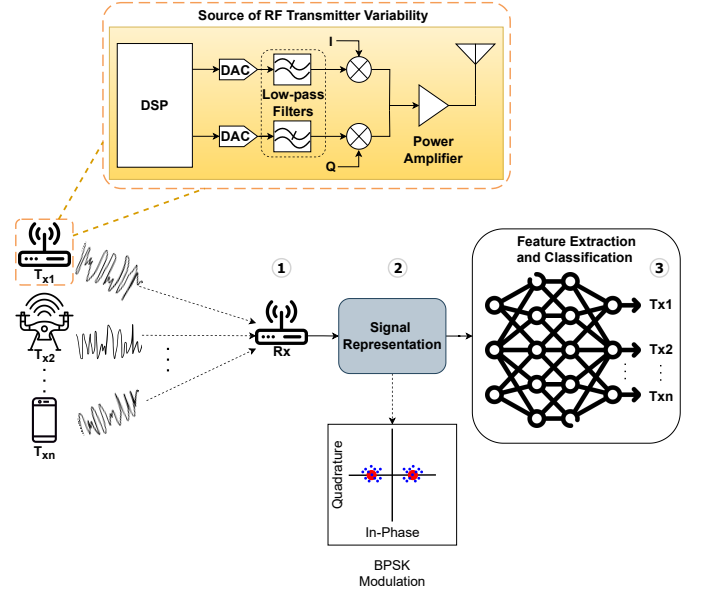 Source of RF Transmitter Variability
I
DSP
DAC
Low-pass
Filters
DAC
Power
Amplifier
Q
Tx1
Tx2
Txn
1
Rx
2
Signal
Representation
Feature Extraction
and Classification
3
Tx1
Tx2
Txn
Quadrature
In-Phase
BPSK
Modulation